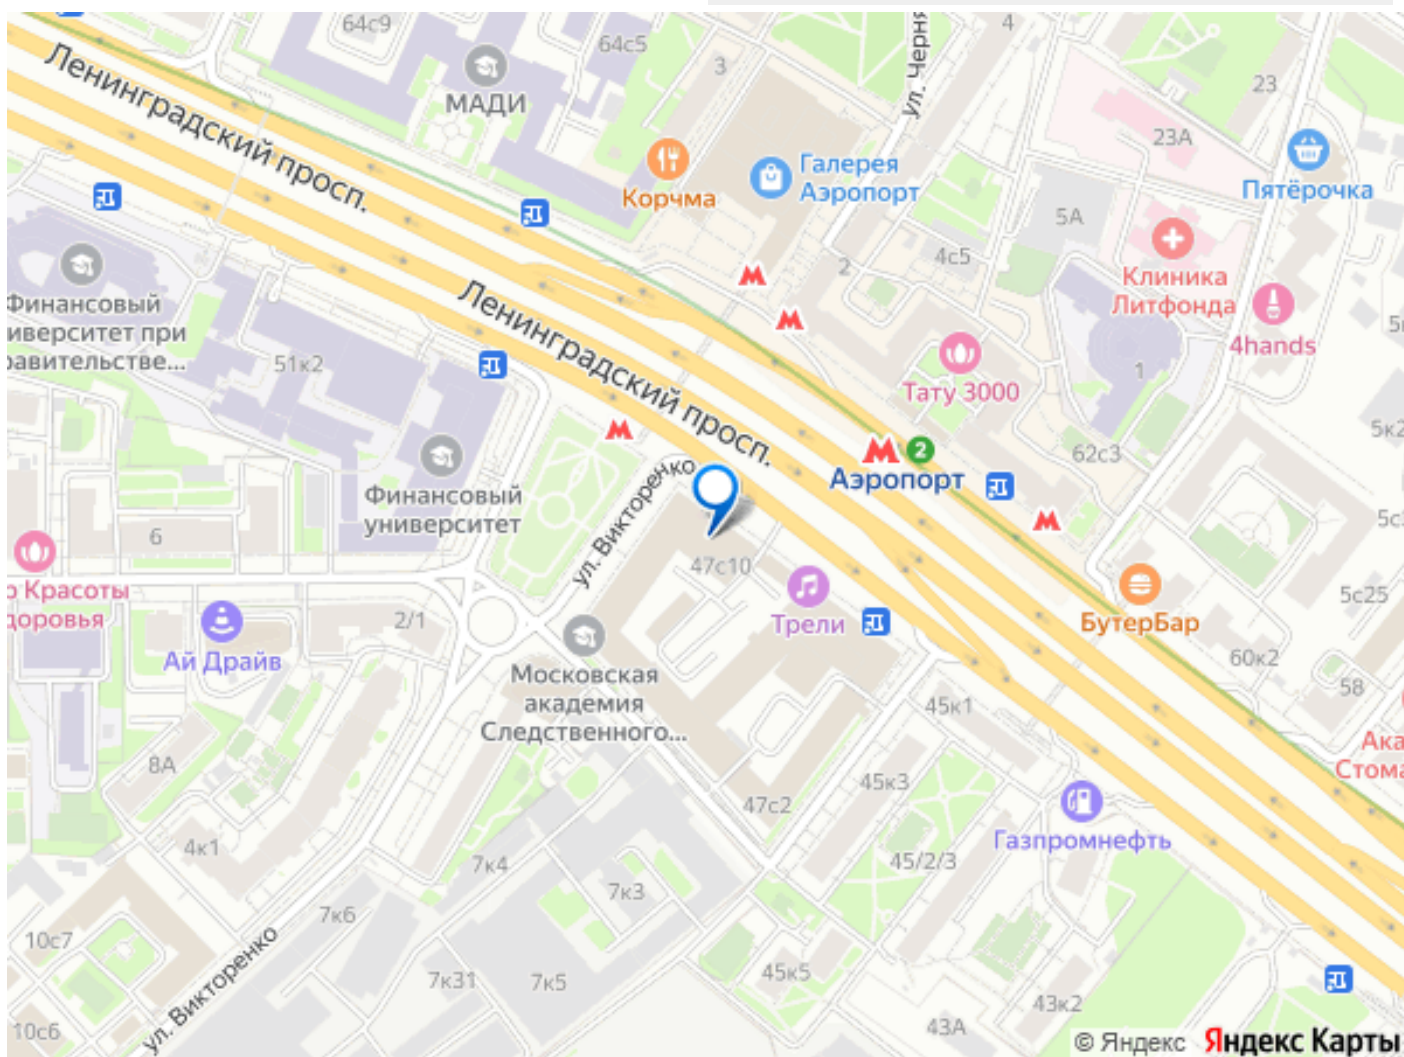 64с9
64с5
4
ул. Черня
3
23
МАДИ
23А
Ленинградский просп.
Галерея
Аэропорт
Корчма
Пятёрочка
5А
4с5
2
Клиника
Литфонда
Финансовый
иверситет при
равительстве...
Ленинградский просп.
51к2
4hands
1
Тату 3000
5к2
62с3
2
Аэропорт
Финансовый
университет
ул. Викторенко
6
47с10
5с25
о Красоты
доровья
2/1
Трели
БутерБар
Ай Драйв
60к2
58
Московская
академия
Следственного...
45к1
8А
45к3
47с2
Ака
Стома
Газпромнефть
4к1
45/2/3
7к4
7к3
7к6
10с7
ул. Викторенко
7к31
7к5
45к5
43к2
10с6
43А
© Яндекс Яндекс Карты